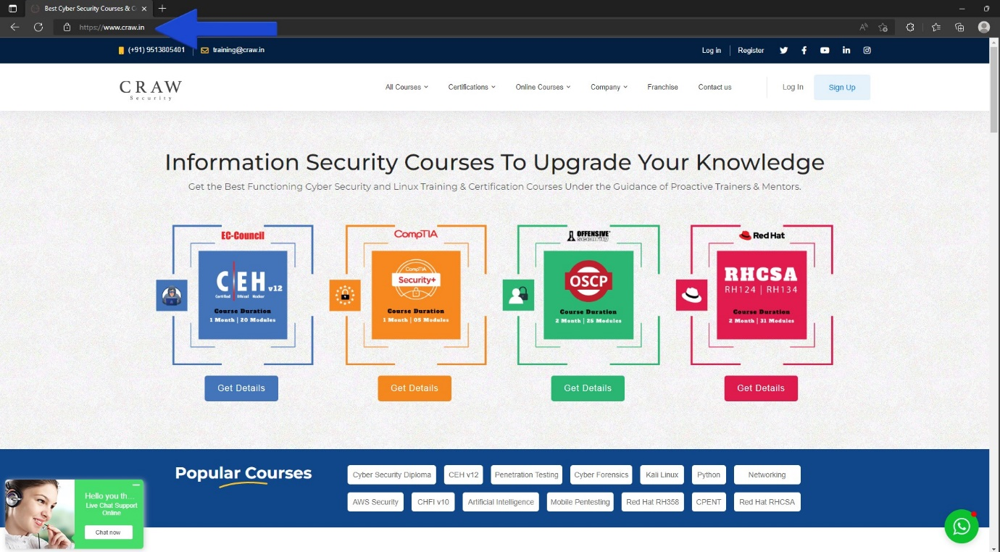 Best Cyber Security Courses & C
https://www.craw.in
(+91) 9513805401
training@craw.in
Log in
Register
CRAW
Security
All Courses
Certifications
Online Courses
Company
Franchise
Contact us
Log In
Sign Up
Information Security Courses To Upgrade Your Knowledge
Get the Best Functioning Cyber Security and Linux Training & Certification Courses Under the Guidance of Proactive Trainers & Mentors.
EC-Council
CEH v12
Certified Ethical Hacker
Course Duration
1 Month | 20 Modules
Get Details
CompTIA
CompTIA
Security+
Course Duration
1 Month | 05 Modules
Get Details
OFFENSIVE
security
OSCP
Course Duration
2 Month | 25 Modules
Get Details
Red Hat
RHCSA
RH124 | RH134
Course Duration
2 Month | 31 Modules
Get Details
Popular Courses
Cyber Security Diploma
CEH v12
Penetration Testing
Cyber Forensics
Kali Linux
Python
Networking
AWS Security
CHFI v10
Artificial Intelligence
Mobile Pentesting
Red Hat RH358
CPENT
Red Hat RHCSA
Hello you th...
Live Chat Support
Online
Chat now